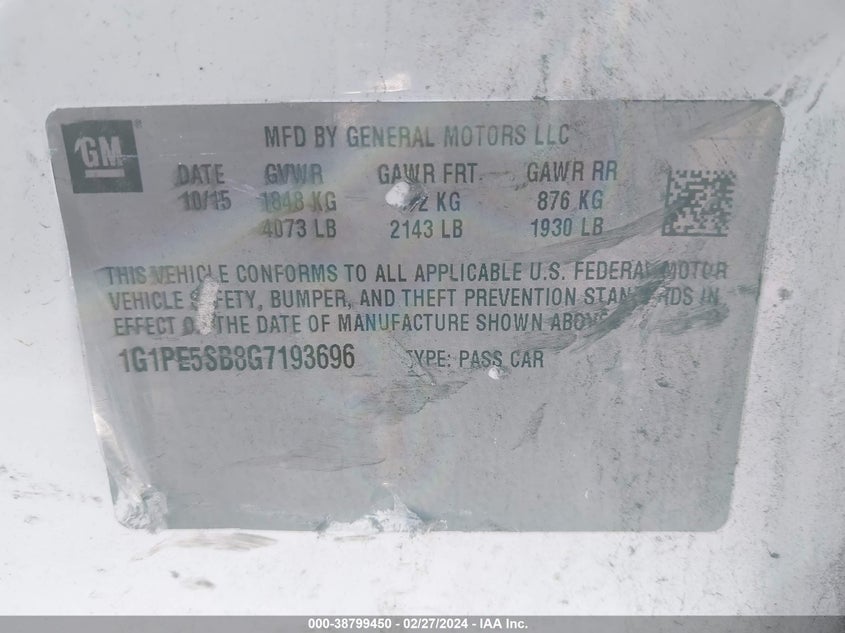 GM
MFD BY GENERAL MOTORS LLC
DATE GVWR GAWR FRT. GAWR RR
10/15 1848 KG 2 KG 876 KG
4073 LB 2143 LB 1930 LB
THIS VEHICLE CONFORMS TO ALL APPLICABLE U.S. FEDERAL MOTOR
VEHICLE SAFETY, BUMPER, AND THEFT PREVENTION STANDARDS IN
EFFECT ON THE DATE OF MANUFACTURE SHOWN ABOVE
1G1PE5SB8G7193696 TYPE: PASS CAR
000-38799450 - 02/27/2024 - IAA Inc.